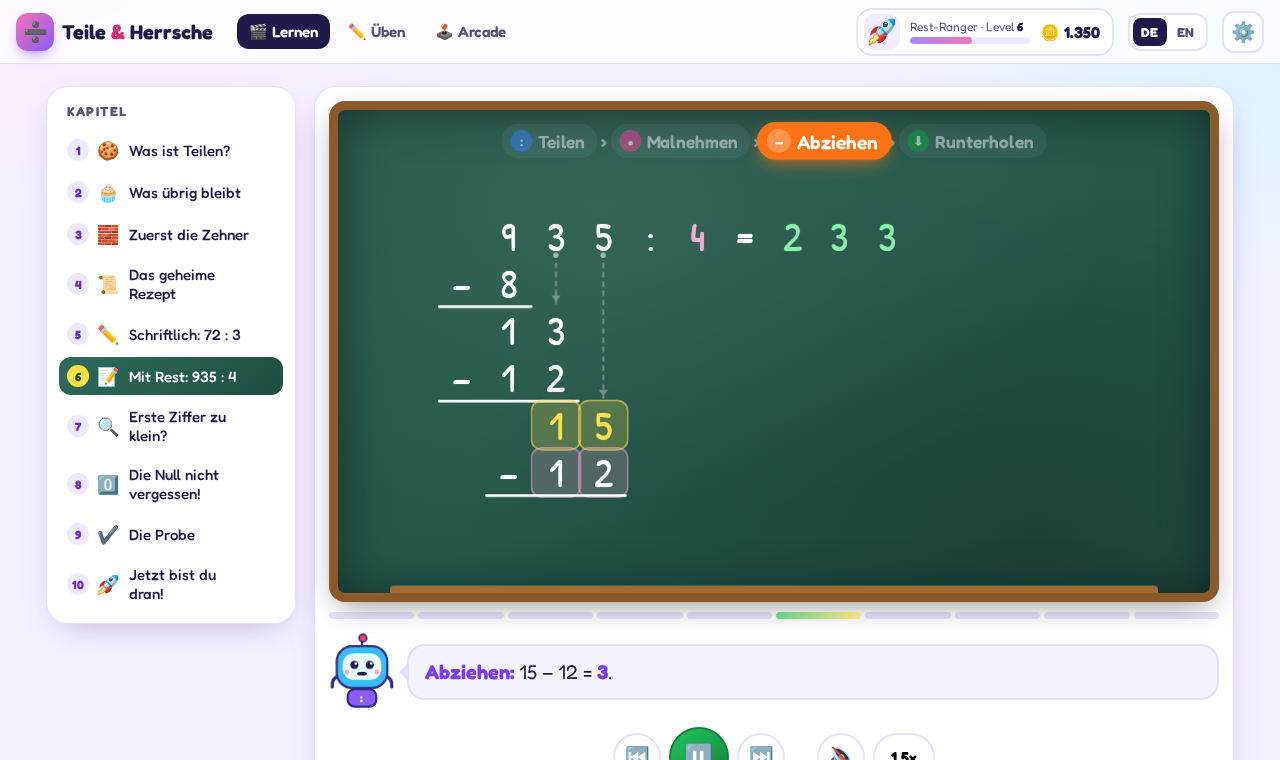 Teile & Herrsche
🎬 Lernen
✏️ Üben
🕹️ Arcade
Rest-Ranger · Level 6
1.350
DE
EN
KAPITEL
1 Was ist Teilen?
2 Was übrig bleibt
3 Zuerst die Zehner
4 Das geheime
Rezept
5 Schriftlich: 72 : 3
6 Mit Rest: 935 : 4
7 Erste Ziffer zu
klein?
8 Die Null nicht
vergessen!
9 Die Probe
10 Jetzt bist du
dran!
: Teilen › • Malnehmen › − Abziehen › ⬇ Runterholen
9 3 5 : 4 = 2 3 3
− 8
1 3
− 1 2
1 5
− 1 2
Abziehen: 15 − 12 = 3.
1,5x